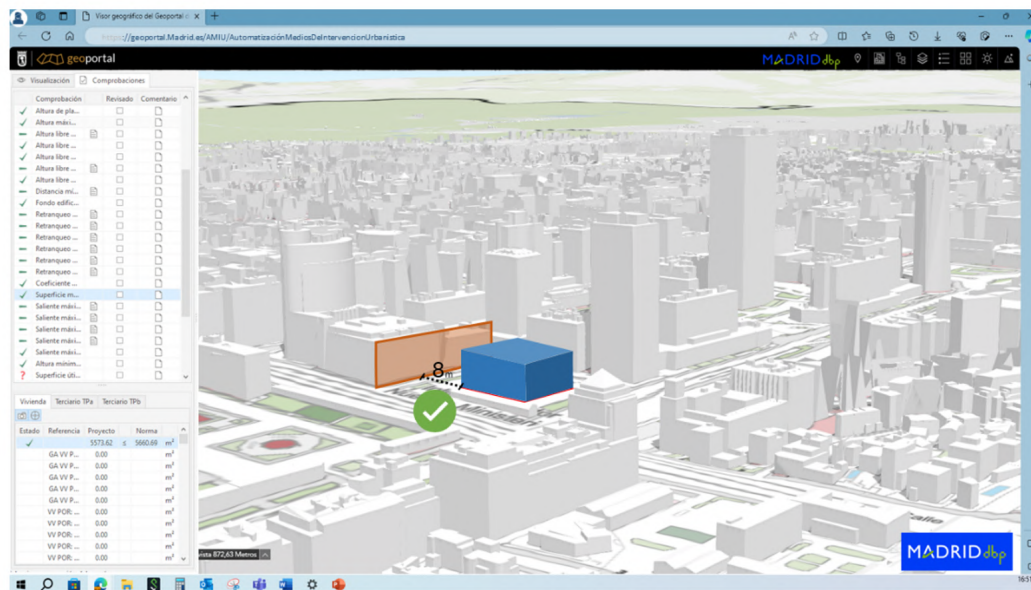 Visor geográfico del Geoportal d
https://geoportal.Madrid.es/AMIU/AutomatizaciónMediosDeIntervencionUrbanistica
geoportal
MADRID dbp
Visualización
Comprobaciones
Comprobación Revisado Comentario
Altura de pla...
Altura máxi...
Altura libre ...
Altura libre ...
Altura libre ...
Altura libre ...
Altura libre ...
Distancia mí...
Fondo edific...
Retranqueo ...
Retranqueo ...
Retranqueo ...
Retranqueo ...
Retranqueo ...
Retranqueo ...
Coeficiente ...
Superficie m...
Saliente máxi...
Saliente máxi...
Saliente máxi...
Saliente máxi...
Saliente máxi...
Altura mínim...
Superficie úti...
8m
Vivienda Terciario TPa Terciario TPb
Estado Referencia Proyecto Norma
5573.62 ≤ 5660.69 m²
GA VV P... 0.00 m²
GA VV P... 0.00 m²
GA VV P... 0.00 m²
GA VV P... 0.00 m²
GA VV P... 0.00 m²
VV POR: ... 0.00 m²
VV POR: ... 0.00 m²
VV POR: ... 0.00 m²
VV POR: ... 0.00 m²
VV POR: ... 0.00 m²
vista 872,63 Metros
MADRID dbp
16:51